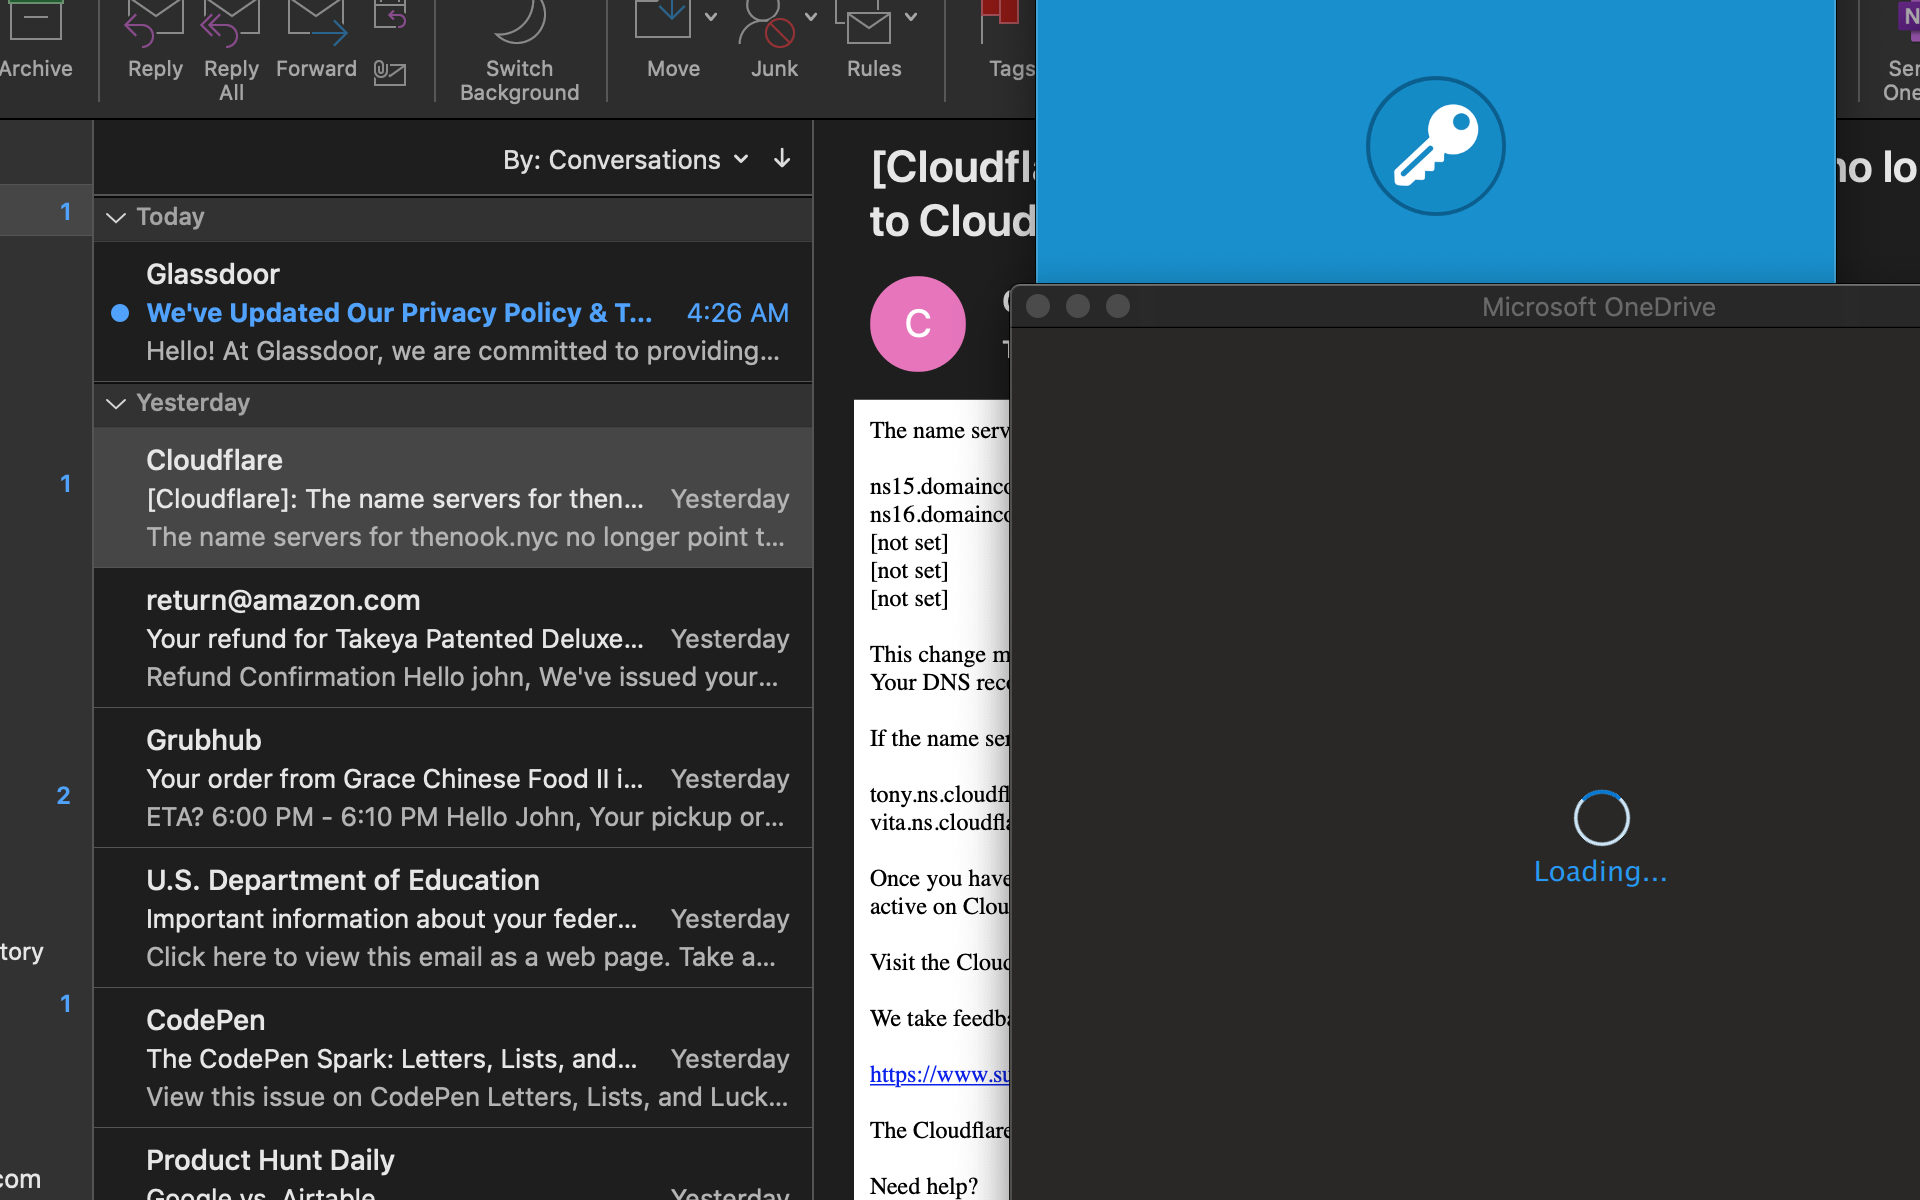 Archive
Reply
Reply All
Forward
Switch Background
Move
Junk
Rules
Tags
By: Conversations
1
Today
Glassdoor
We've Updated Our Privacy Policy & T... 4:26 AM
Hello! At Glassdoor, we are committed to providing...
Yesterday
1
Cloudflare
[Cloudflare]: The name servers for then... Yesterday
The name servers for thenook.nyc no longer point t...
return@amazon.com
Your refund for Takeya Patented Deluxe... Yesterday
Refund Confirmation Hello john, We've issued your...
2
Grubhub
Your order from Grace Chinese Food II i... Yesterday
ETA? 6:00 PM - 6:10 PM Hello John, Your pickup or...
U.S. Department of Education
Important information about your feder... Yesterday
Click here to view this email as a web page. Take a...
tory
1
CodePen
The CodePen Spark: Letters, Lists, and... Yesterday
View this issue on CodePen Letters, Lists, and Luck...
com
Product Hunt Daily
Google vs. Airtable Yesterday
[Cloudfl
no lo
to Cloud
C
The name serv
ns15.domainco
ns16.domainco
[not set]
[not set]
[not set]
This change m
Your DNS reco
If the name ser
tony.ns.cloudfl
vita.ns.cloudfla
Once you have
active on Clou
Visit the Cloud
We take feedba
https://www.su
The Cloudflare
Need help?
Microsoft OneDrive
Loading...